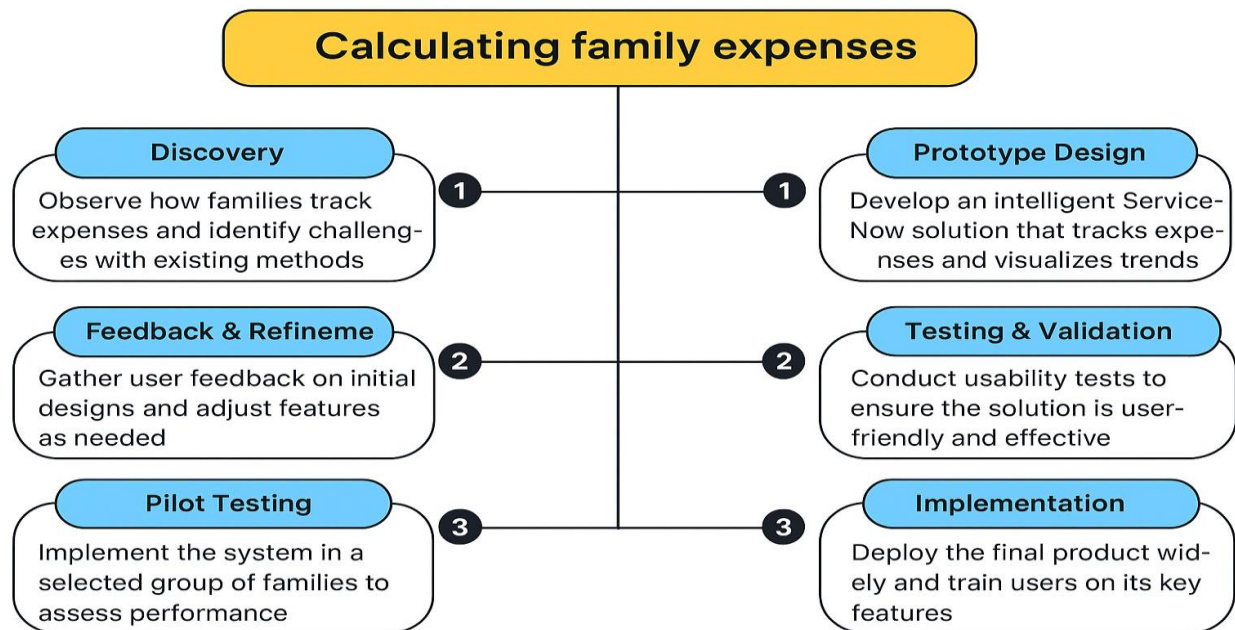 Calculating family expenses
Discovery
Observe how families track
expenses and identify challeng-
es with existing methods
1
1
Prototype Design
Develop an intelligent Service-
Now solution that tracks expe-
nses and visualizes trends
Feedback & Refineme
Gather user feedback on initial
designs and adjust features
as needed
2
2
Testing & Validation
Conduct usability tests to
ensure the solution is user-
friendly and effective
Pilot Testing
Implement the system in a
selected group of families to
assess performance
3
3
Implementation
Deploy the final product wid-
ely and train users on its key
features